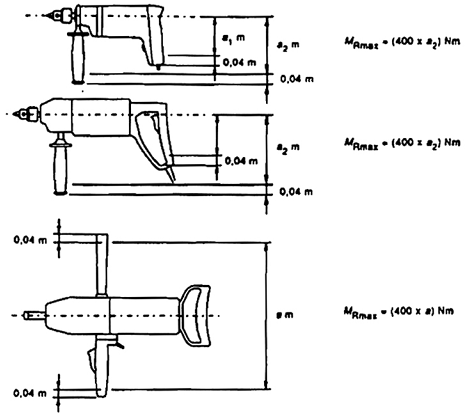 a₁ m
a₂ m
0,04 m
0,04 m
M_Rmax = (400 x a₂) Nm
0,04 m
a₂ m
0,04 m
M_Rmax = (400 x a₂) Nm
0,04 m
a m
M_Rmax = (400 x a) Nm
0,04 m